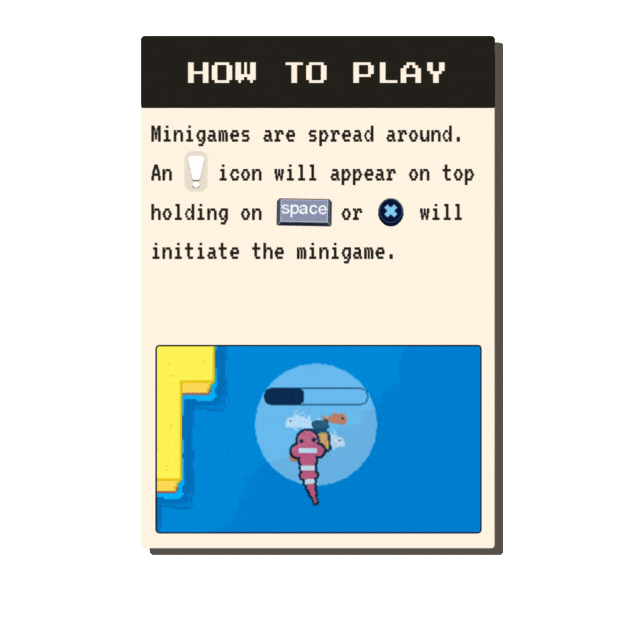 HOW TO PLAY
Minigames are spread around.
An ! icon will appear on top
holding on space or ✖ will
initiate the minigame.